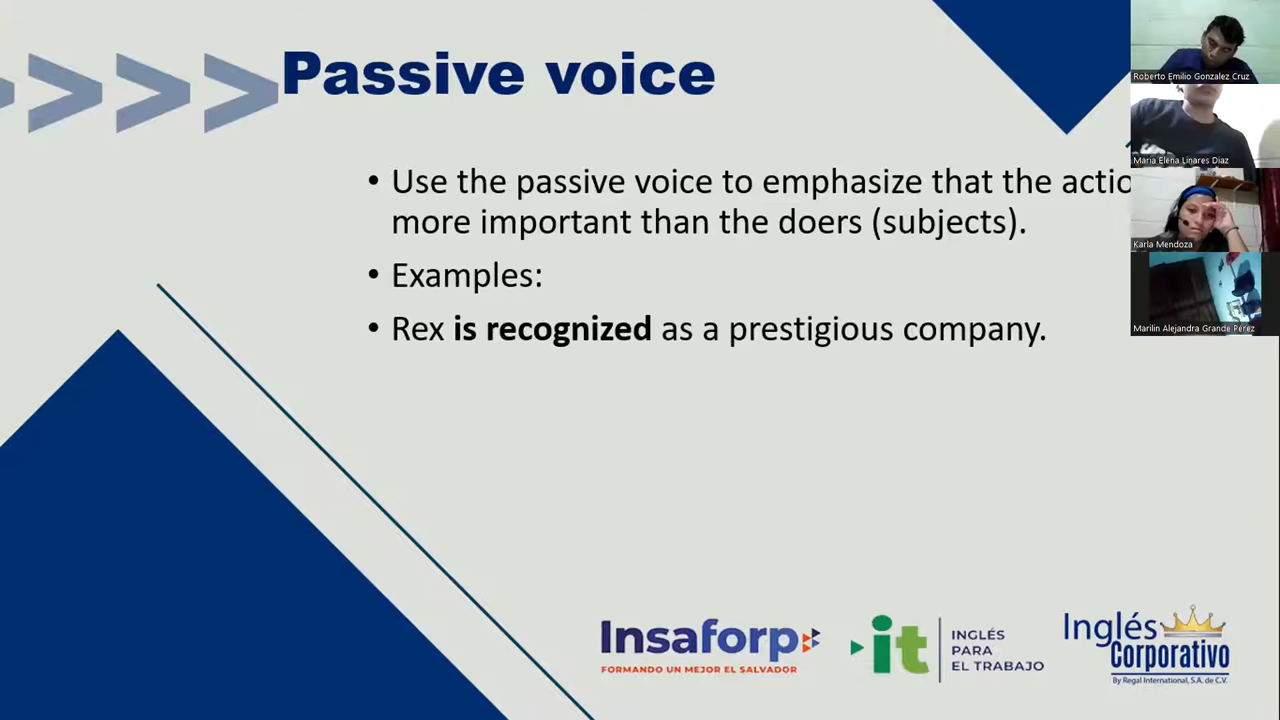 Passive voice
• Use the passive voice to emphasize that the actio
more important than the doers (subjects).
• Examples:
• Rex is recognized as a prestigious company.
Roberto Emilio Gonzalez Cruz
Maria Elena Linares Diaz
Karla Mendoza
Marilin Alejandra Grande Perez
Insaforp
FORMANDO UN MEJOR EL SALVADOR
it
INGLÉS
PARA
EL TRABAJO
Inglés
Corporativo
By Regal International, S.A. de C.V.